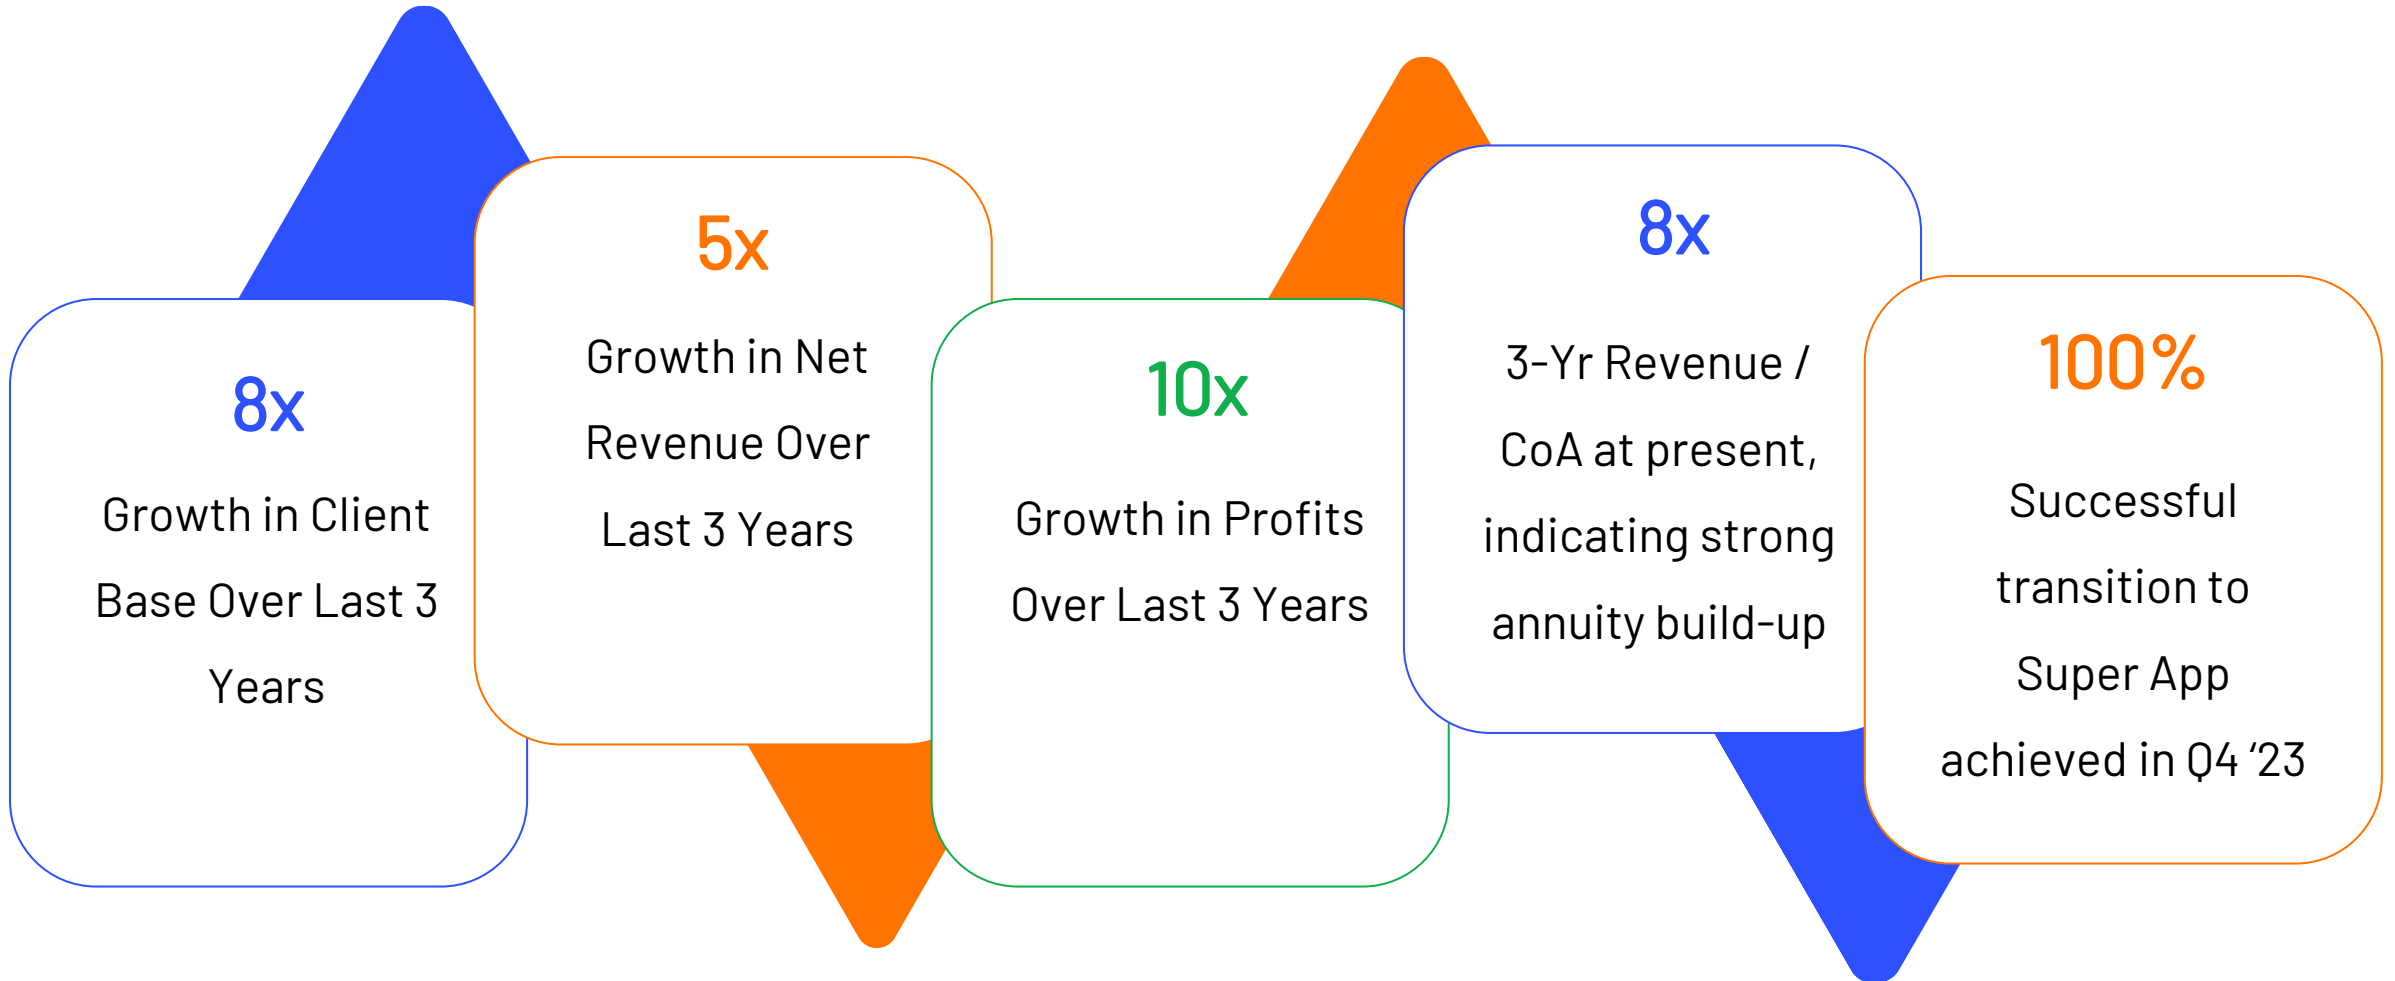 8x
Growth in Client
Base Over Last 3
Years
5x
Growth in Net
Revenue Over
Last 3 Years
10x
Growth in Profits
Over Last 3 Years
8x
3-Yr Revenue /
CoA at present,
indicating strong
annuity build-up
100%
Successful
transition to
Super App
achieved in Q4 ‘23